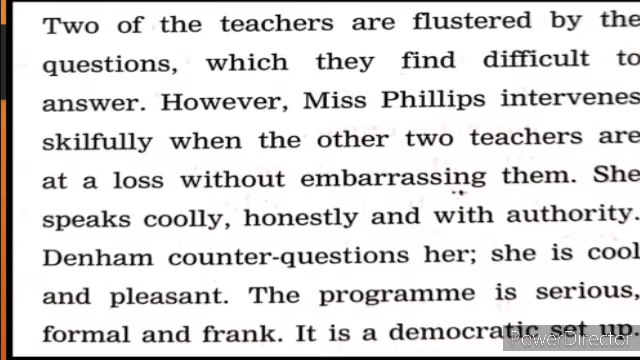 Two of the teachers are flustered by the
questions, which they find difficult to
answer. However, Miss Phillips intervenes
skilfully when the other two teachers are
at a loss without embarrassing them. She
speaks coolly, honestly and with authority.
Denham counter-questions her; she is cool
and pleasant. The programme is serious,
formal and frank. It is a democratic set up.
PowerDirector